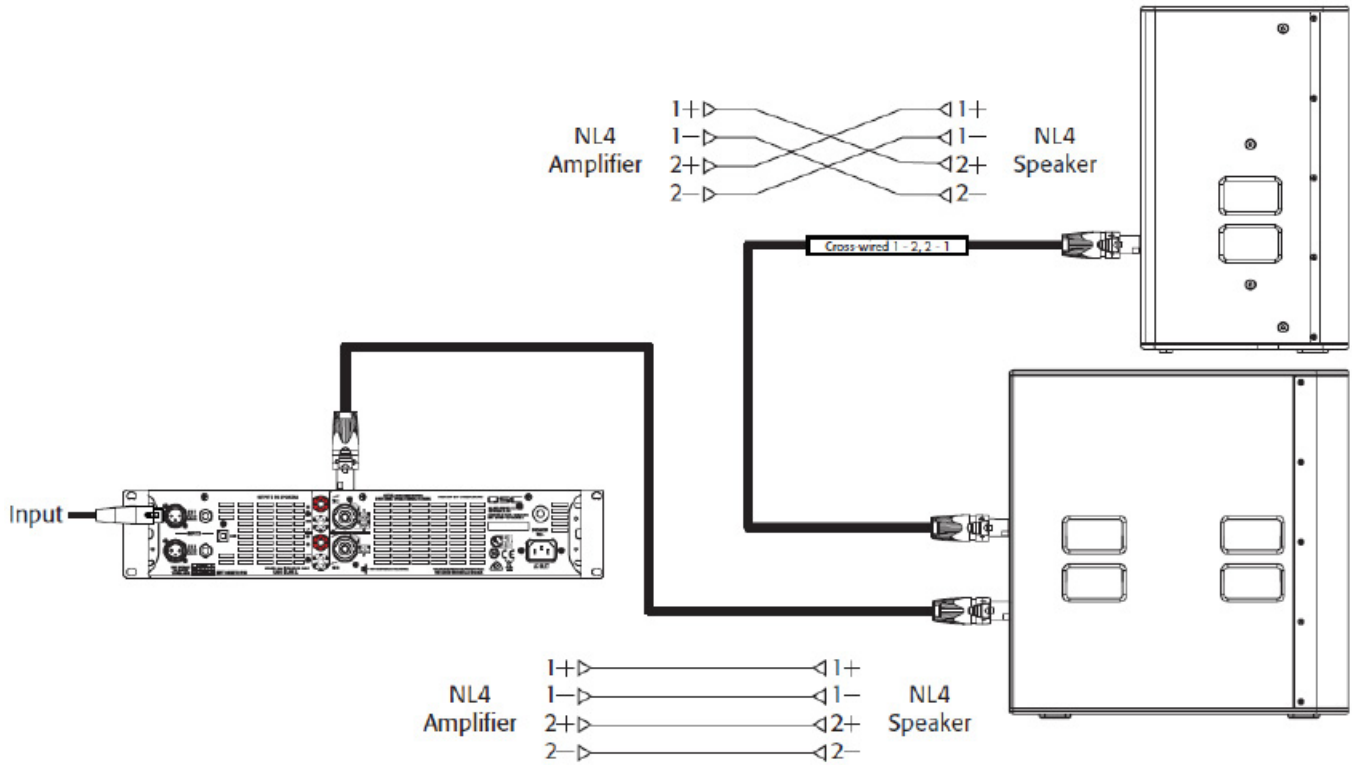 1+ 1+
1– 1–
NL4 NL4
Amplifier 2+ 2+ Speaker
2– 2–
Cross-wired 1 - 2, 2 - 1
Input
1+ 1+
1– 1–
NL4 NL4
Amplifier 2+ 2+ Speaker
2– 2–